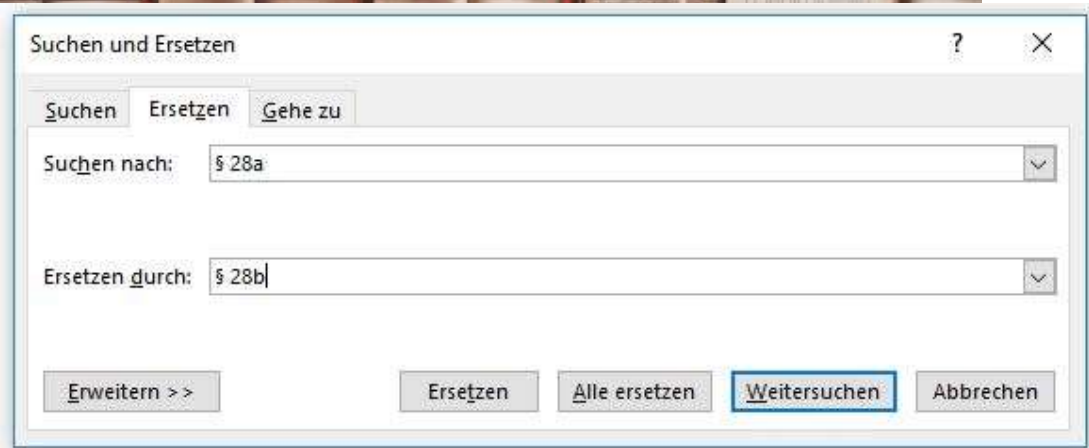 Suchen und Ersetzen ? ×
Suchen Ersetzen Gehe zu
Suchen nach: § 28a
Ersetzen durch: § 28b
Erweitern >> Ersetzen Alle ersetzen Weitersuchen Abbrechen